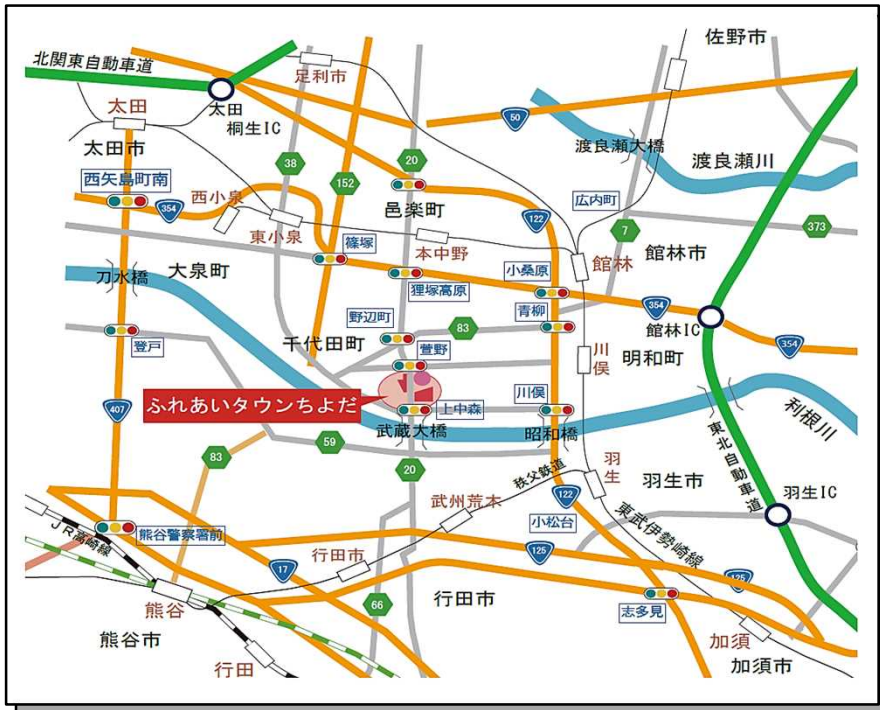 佐野市
北関東自動車道
足利市
太田
太田
桐生IC
50
渡良瀬大橋
渡良瀬川
太田市
38
152
20
西矢島町南
354
西小泉
東小泉
邑楽町
122
広内町
7
373
篠塚
本中野
館林
館林市
刀水橋
大泉町
狸塚高原
小桑原
354
館林IC
354
野辺町
83
青柳
登戸
千代田町
萱野
川俣
明和町
ふれあいタウンちよだ
上中森
川俣
407
武蔵大橋
昭和橋
利根川
東北自動車道
83
59
20
秩父鉄道
羽生
羽生市
羽生IC
122
武州荒木
小松台
東武伊勢崎線
JR高崎線
熊谷警察署前
17
行田市
125
125
66
行田市
志多見
熊谷
熊谷市
行田
加須
加須市